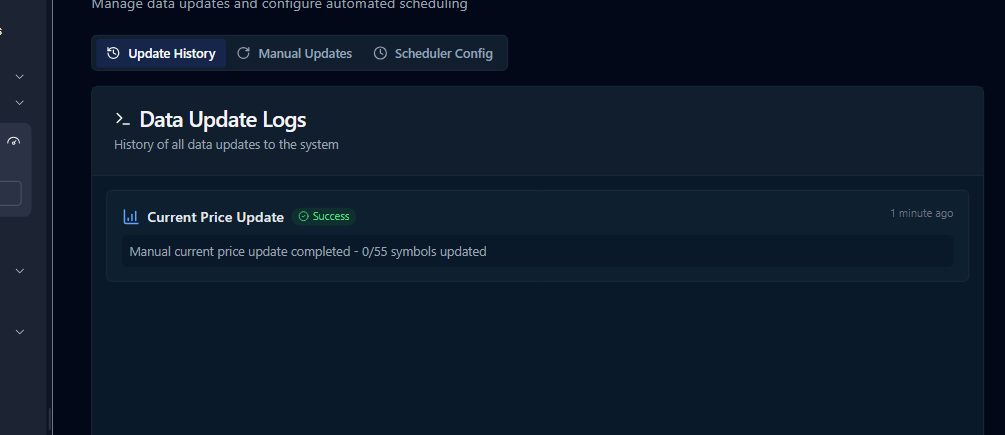 Manage data updates and configure automated scheduling
Update History
Manual Updates
Scheduler Config
Data Update Logs
History of all data updates to the system
Current Price Update
Success
1 minute ago
Manual current price update completed - 0/55 symbols updated